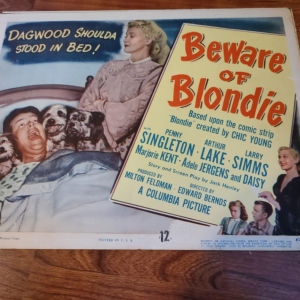 DAGWOOD SHOULDA
STOOD IN BED!
Beware
OF
Blondie
Based upon the comic strip
"Blondie" created by CHIC YOUNG
with
PENNY ARTHUR LARRY
SINGLETON · LAKE · SIMMS
Marjorie KENT · Adele JERGENS and DAISY
Story and Screen Play by Jack Henley
PRODUCED BY
MILTON FELDMAN
DIRECTED BY
EDWARD BERNDS
A COLUMBIA PICTURE
12